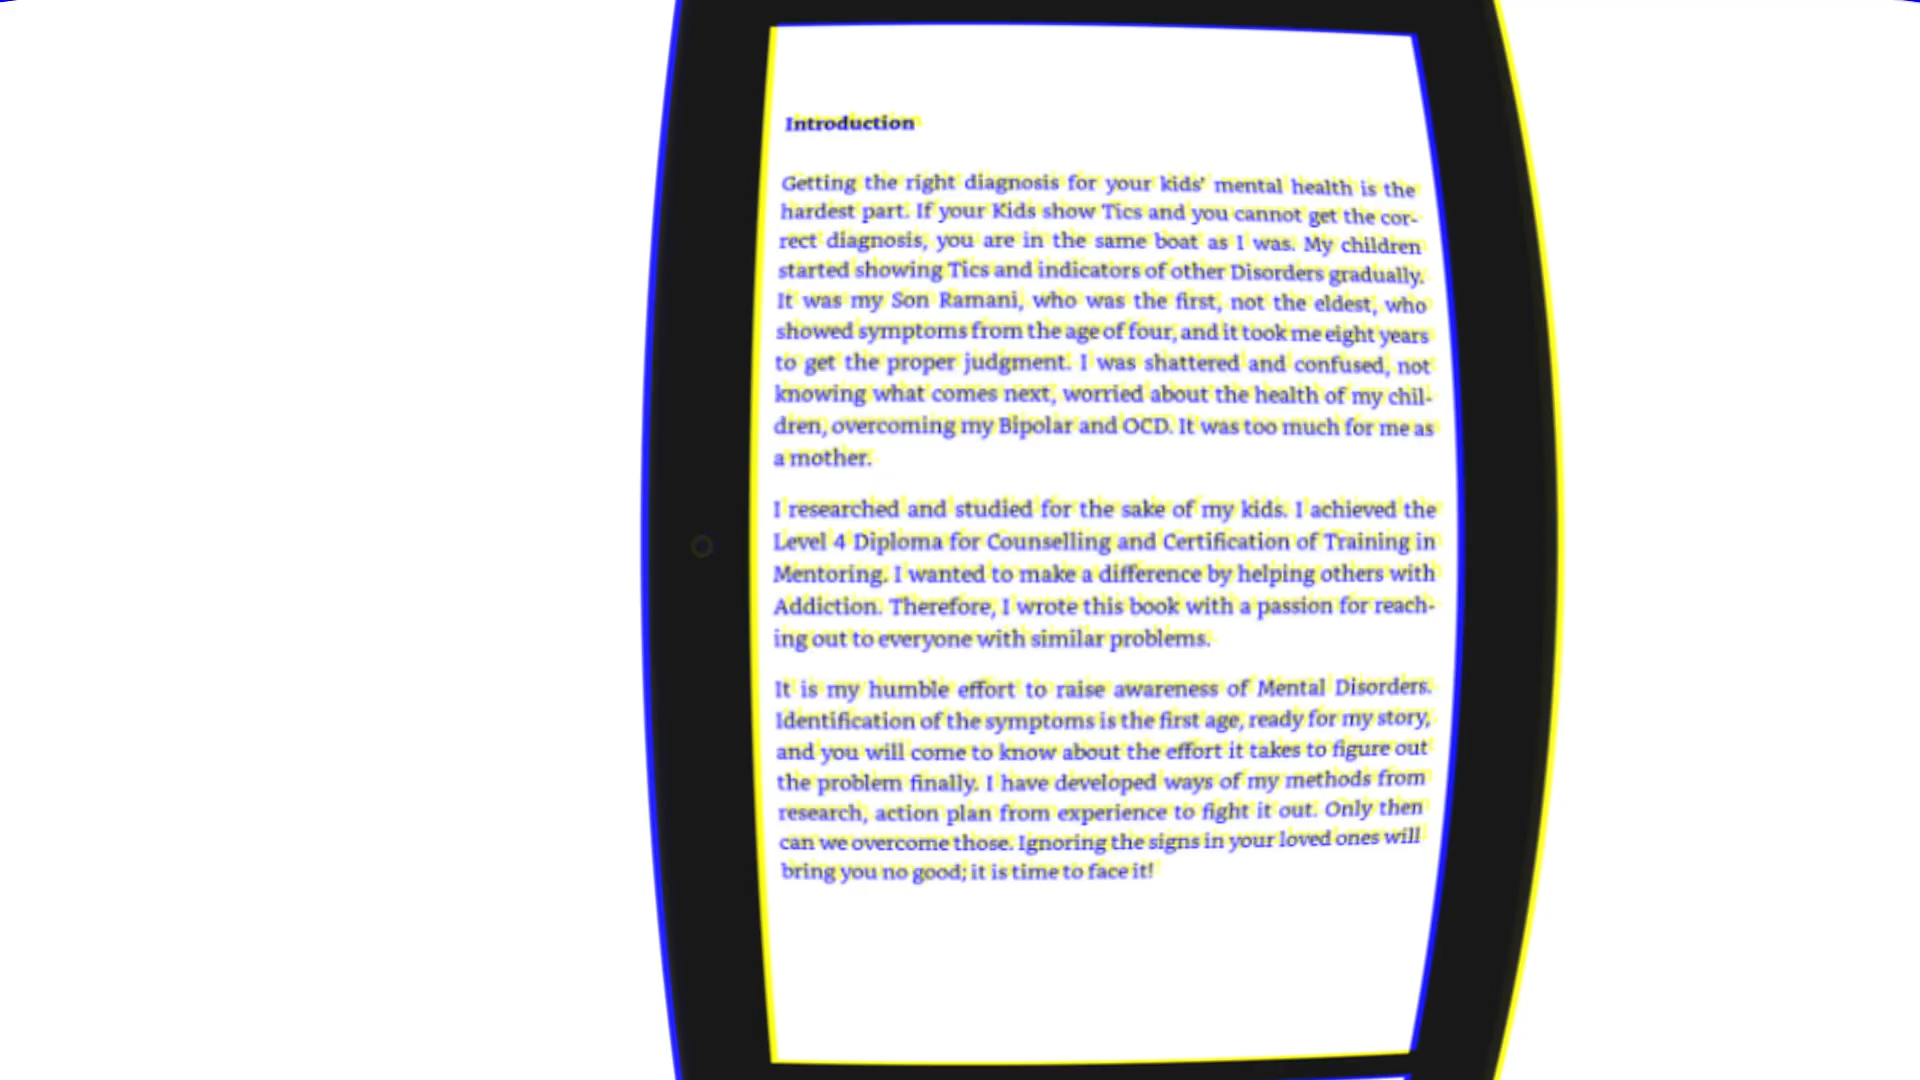 Introduction
Getting the right diagnosis for your kids' mental health is the
hardest part. If your Kids show Tics and you cannot get the cor-
rect diagnosis, you are in the same boat as I was. My children
started showing Tics and indicators of other Disorders gradually.
It was my Son Ramani, who was the first, not the eldest, who
showed symptoms from the age of four, and it took me eight years
to get the proper judgment. I was shattered and confused, not
knowing what comes next, worried about the health of my chil-
dren, overcoming my Bipolar and OCD. It was too much for me as
a mother.
I researched and studied for the sake of my kids. I achieved the
Level 4 Diploma for Counselling and Certification of Training in
Mentoring. I wanted to make a difference by helping others with
Addiction. Therefore, I wrote this book with a passion for reach-
ing out to everyone with similar problems.
It is my humble effort to raise awareness of Mental Disorders.
Identification of the symptoms is the first age, ready for my story,
and you will come to know about the effort it takes to figure out
the problem finally. I have developed ways of my methods from
research, action plan from experience to fight it out. Only then
can we overcome those. Ignoring the signs in your loved ones will
bring you no good; it is time to face it!